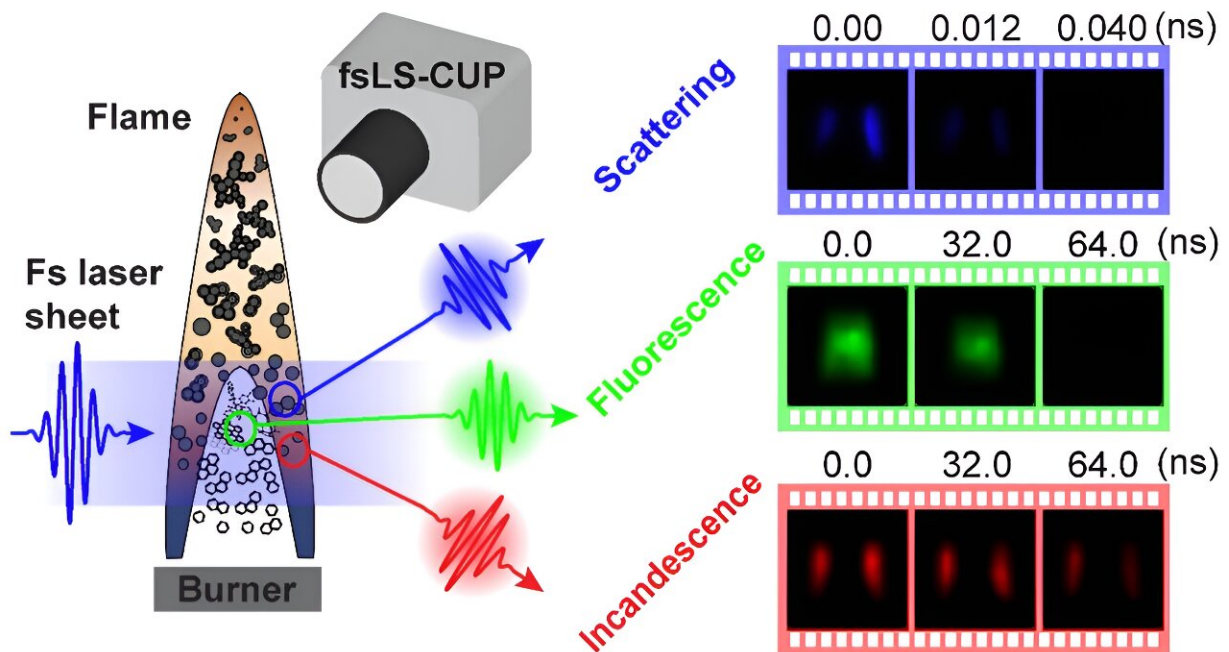 fsLS-CUP
Flame
Fs laser
sheet
Burner
Scattering
0.00 0.012 0.040 (ns)
Fluorescence
0.0 32.0 64.0 (ns)
Incandescence
0.0 32.0 64.0 (ns)